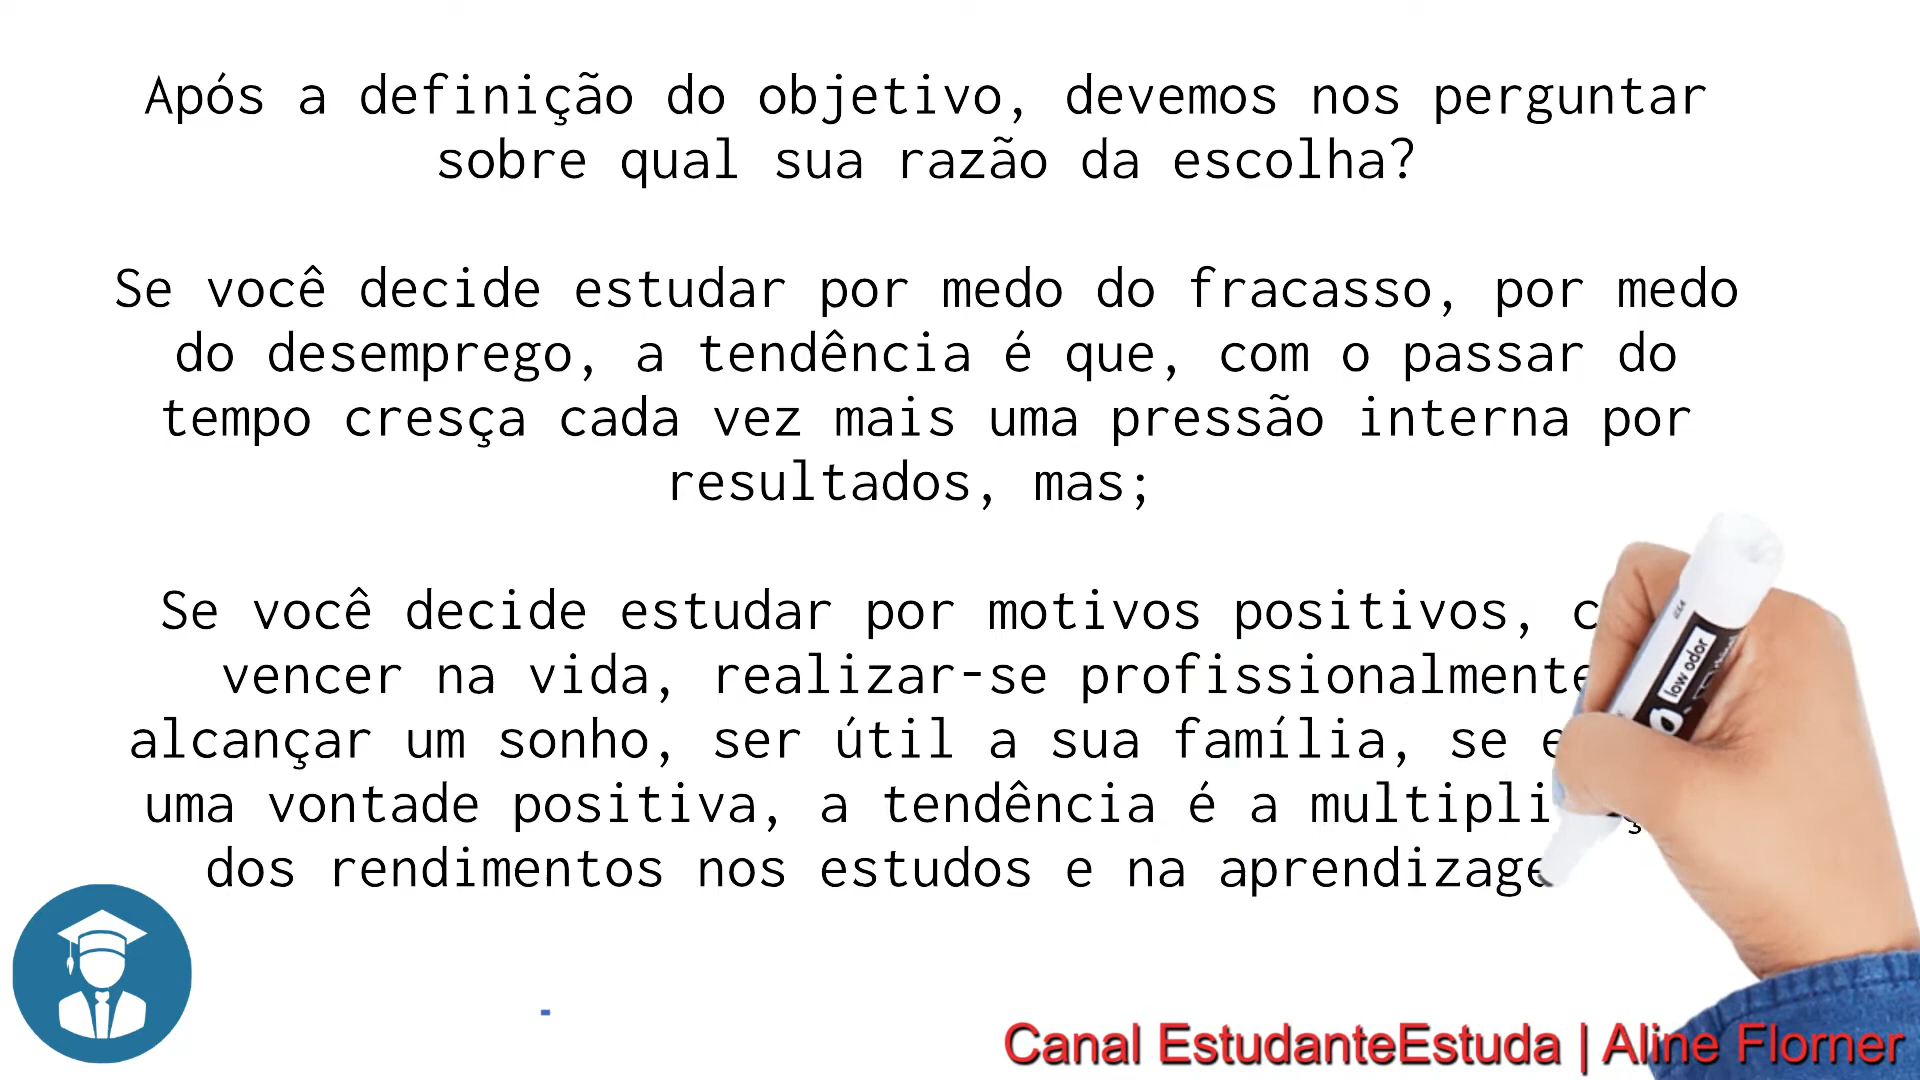 Após a definição do objetivo, devemos nos perguntar
sobre qual sua razão da escolha?
Se você decide estudar por medo do fracasso, por medo
do desemprego, a tendência é que, com o passar do
tempo cresça cada vez mais uma pressão interna por
resultados, mas;
Se você decide estudar por motivos positivos,
vencer na vida, realizar-se profissionalmente
alcançar um sonho, ser útil a sua família, se
uma vontade positiva, a tendência é a
dos rendimentos nos estudos e na
low odor
Canal EstudanteEstuda | Aline Florner